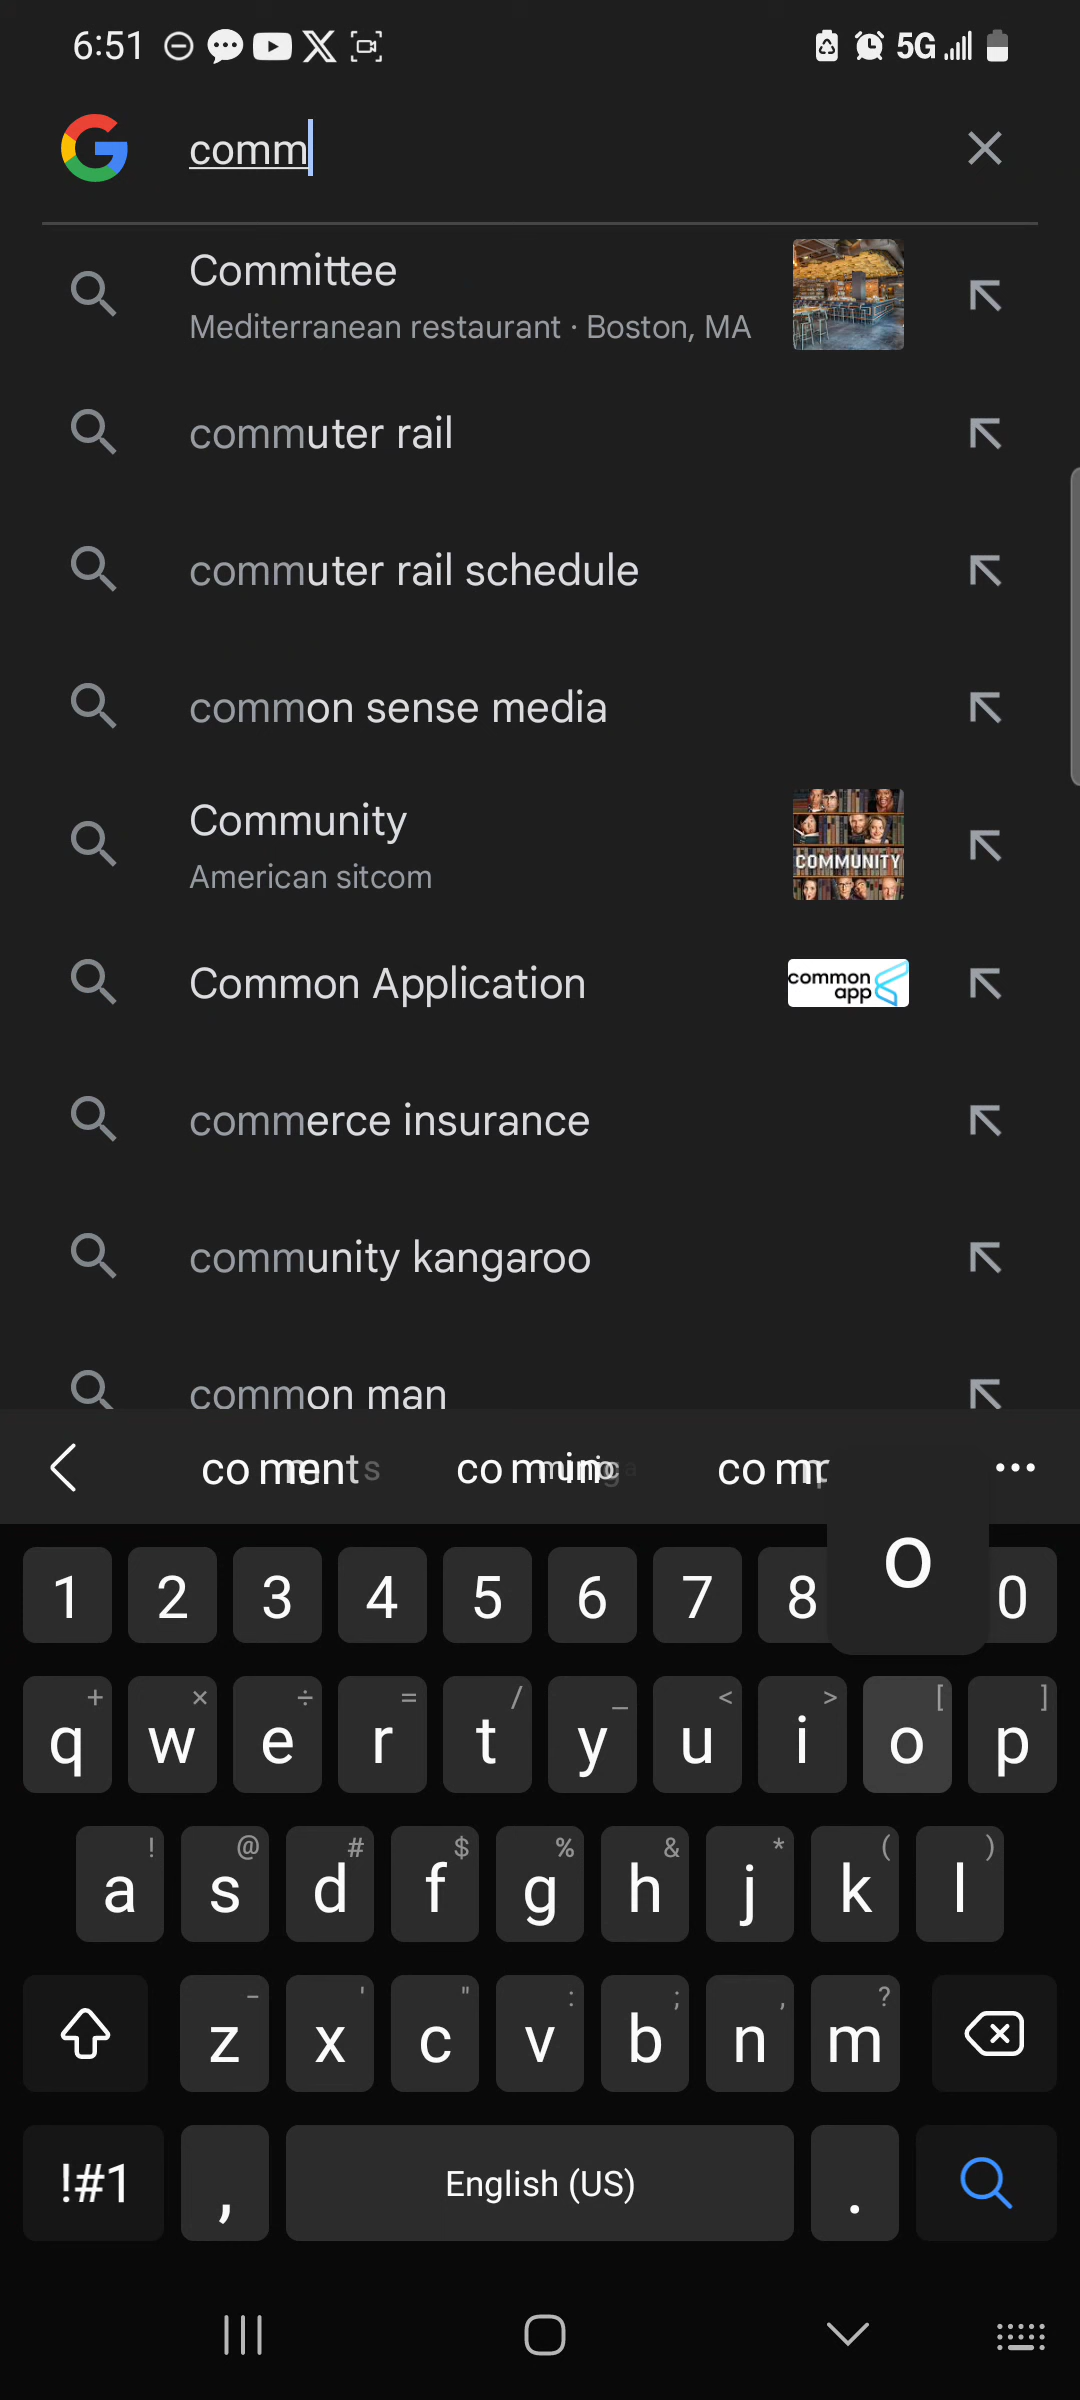 6:51 5G
comm
Committee
Mediterranean restaurant · Boston, MA
commuter rail
commuter rail schedule
common sense media
Community
American sitcom
COMMUNITY
Common Application
common
app
commerce insurance
community kangaroo
common man
o
1 2 3 4 5 6 7 8 0
+ × ÷ = / _ < > [ ]
q w e r t y u i o p
! @ # $ % & * ( )
a s d f g h j k l
- ' " : ; , ?
z x c v b n m
!#1 , English (US) .